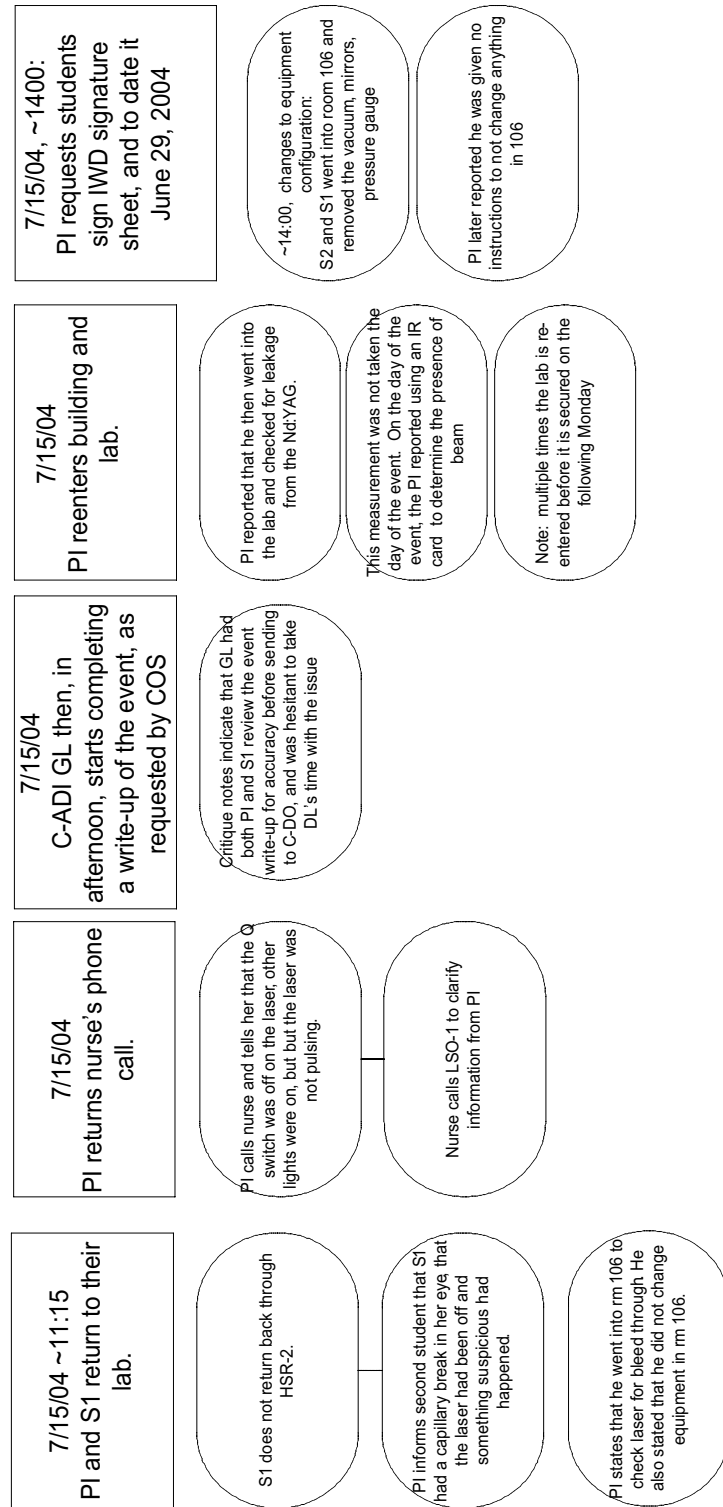 7/15/04 ~11:15
PI and S1 return to their
lab.
S1 does not return back through
HSR-2.
PI informs second student that S1
had a capillary break in her eye, that
the laser had been off and
something suspicious had
happened.
PI states that he went into rm 106 to
check laser for bleed through He
also stated that he did not change
equipment in rm 106.
7/15/04
PI returns nurse's phone
call.
PI calls nurse and tells her that the Q
switch was off on the laser, other
lights were on, but but the laser was
not pulsing.
Nurse calls LSO-1 to clarify
information from PI
7/15/04
C-ADI GL then, in
afternoon, starts completing
a write-up of the event, as
requested by COS
Critique notes indicate that GL had
both PI and S1 review the event
write-up for accuracy before sending
to C-DO, and was hesitant to take
DL's time with the issue
7/15/04
PI reenters building and
lab.
PI reported that he then went into
the lab and checked for leakage
from the Nd:YAG.
This measurement was not taken the
day of the event. On the day of the
event, the PI reported using an IR
card to determine the presence of
beam
Note: multiple times the lab is re-
entered before it is secured on the
following Monday
7/15/04, ~1400:
PI requests students
sign IWD signature
sheet, and to date it
June 29, 2004
~14:00, changes to equipment
configuration:
S2 and S1 went into room 106 and
removed the vacuum, mirrors,
pressure gauge
PI later reported he was given no
instructions to not change anything
in 106